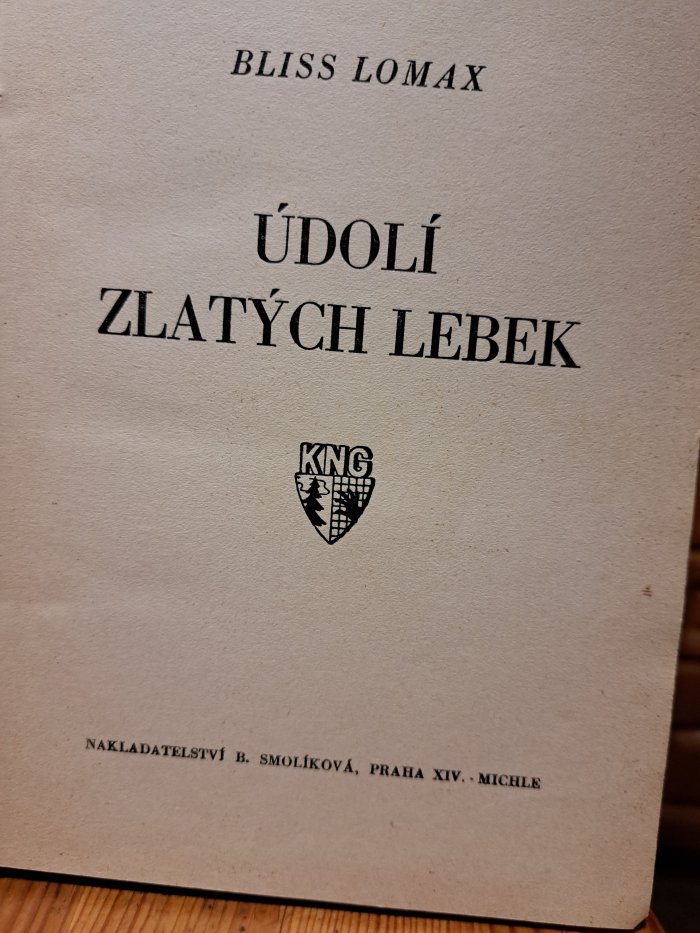 BLISS LOMAX
ÚDOLÍ
ZLATÝCH LEBEK
KNG
NAKLADATELSTVÍ B. SMOLÍKOVÁ, PRAHA XIV. - MICHLE